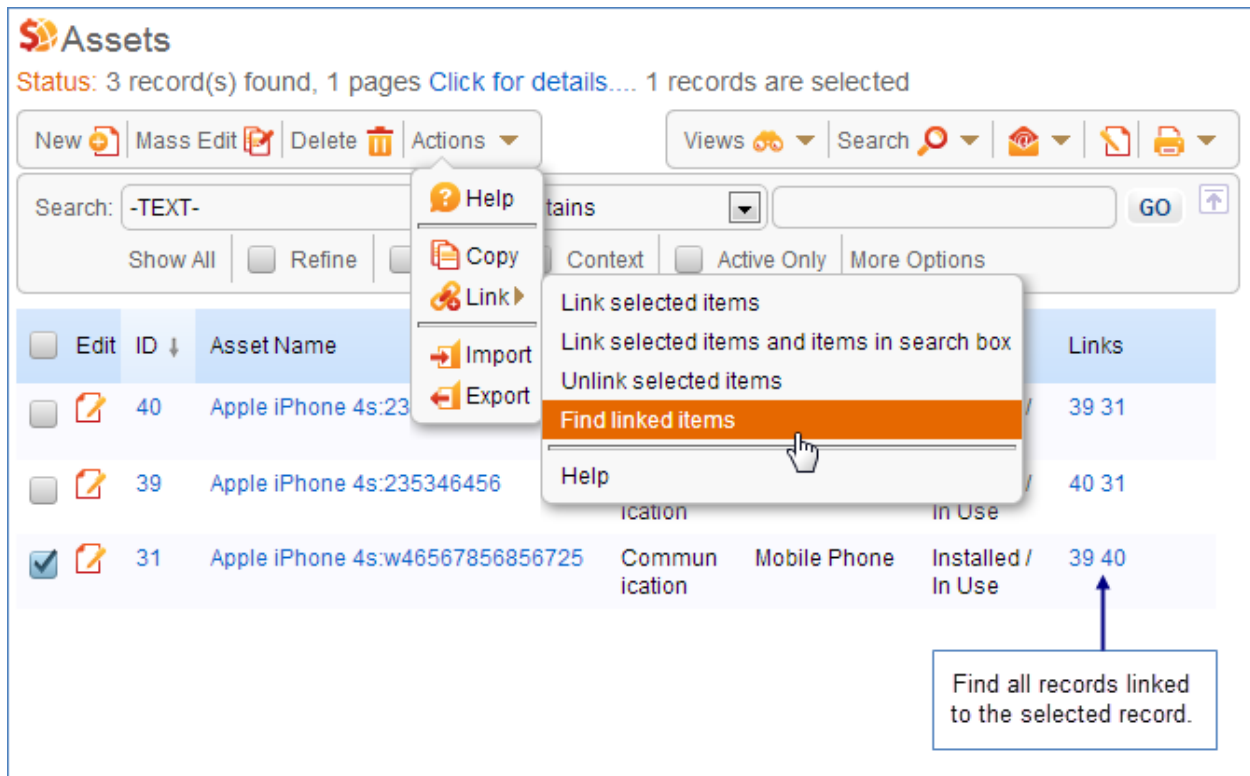 Assets
Status: 3 record(s) found, 1 pages Click for details.... 1 records are selected
New Mass Edit Delete Actions Views Search
Help
Search: -TEXT- tains GO
Copy
Show All Refine Context Active Only More Options
Link
Link selected items
Link selected items and items in search box
Unlink selected items
Find linked items
Help
Import
Export
Edit ID Asset Name Links
40 Apple iPhone 4s:23 / 39 31
39 Apple iPhone 4s:235346456 / 40 31
ication In Use
31 Apple iPhone 4s:w46567856856725 Commun Mobile Phone Installed / 39 40
ication In Use
Find all records linked
to the selected record.